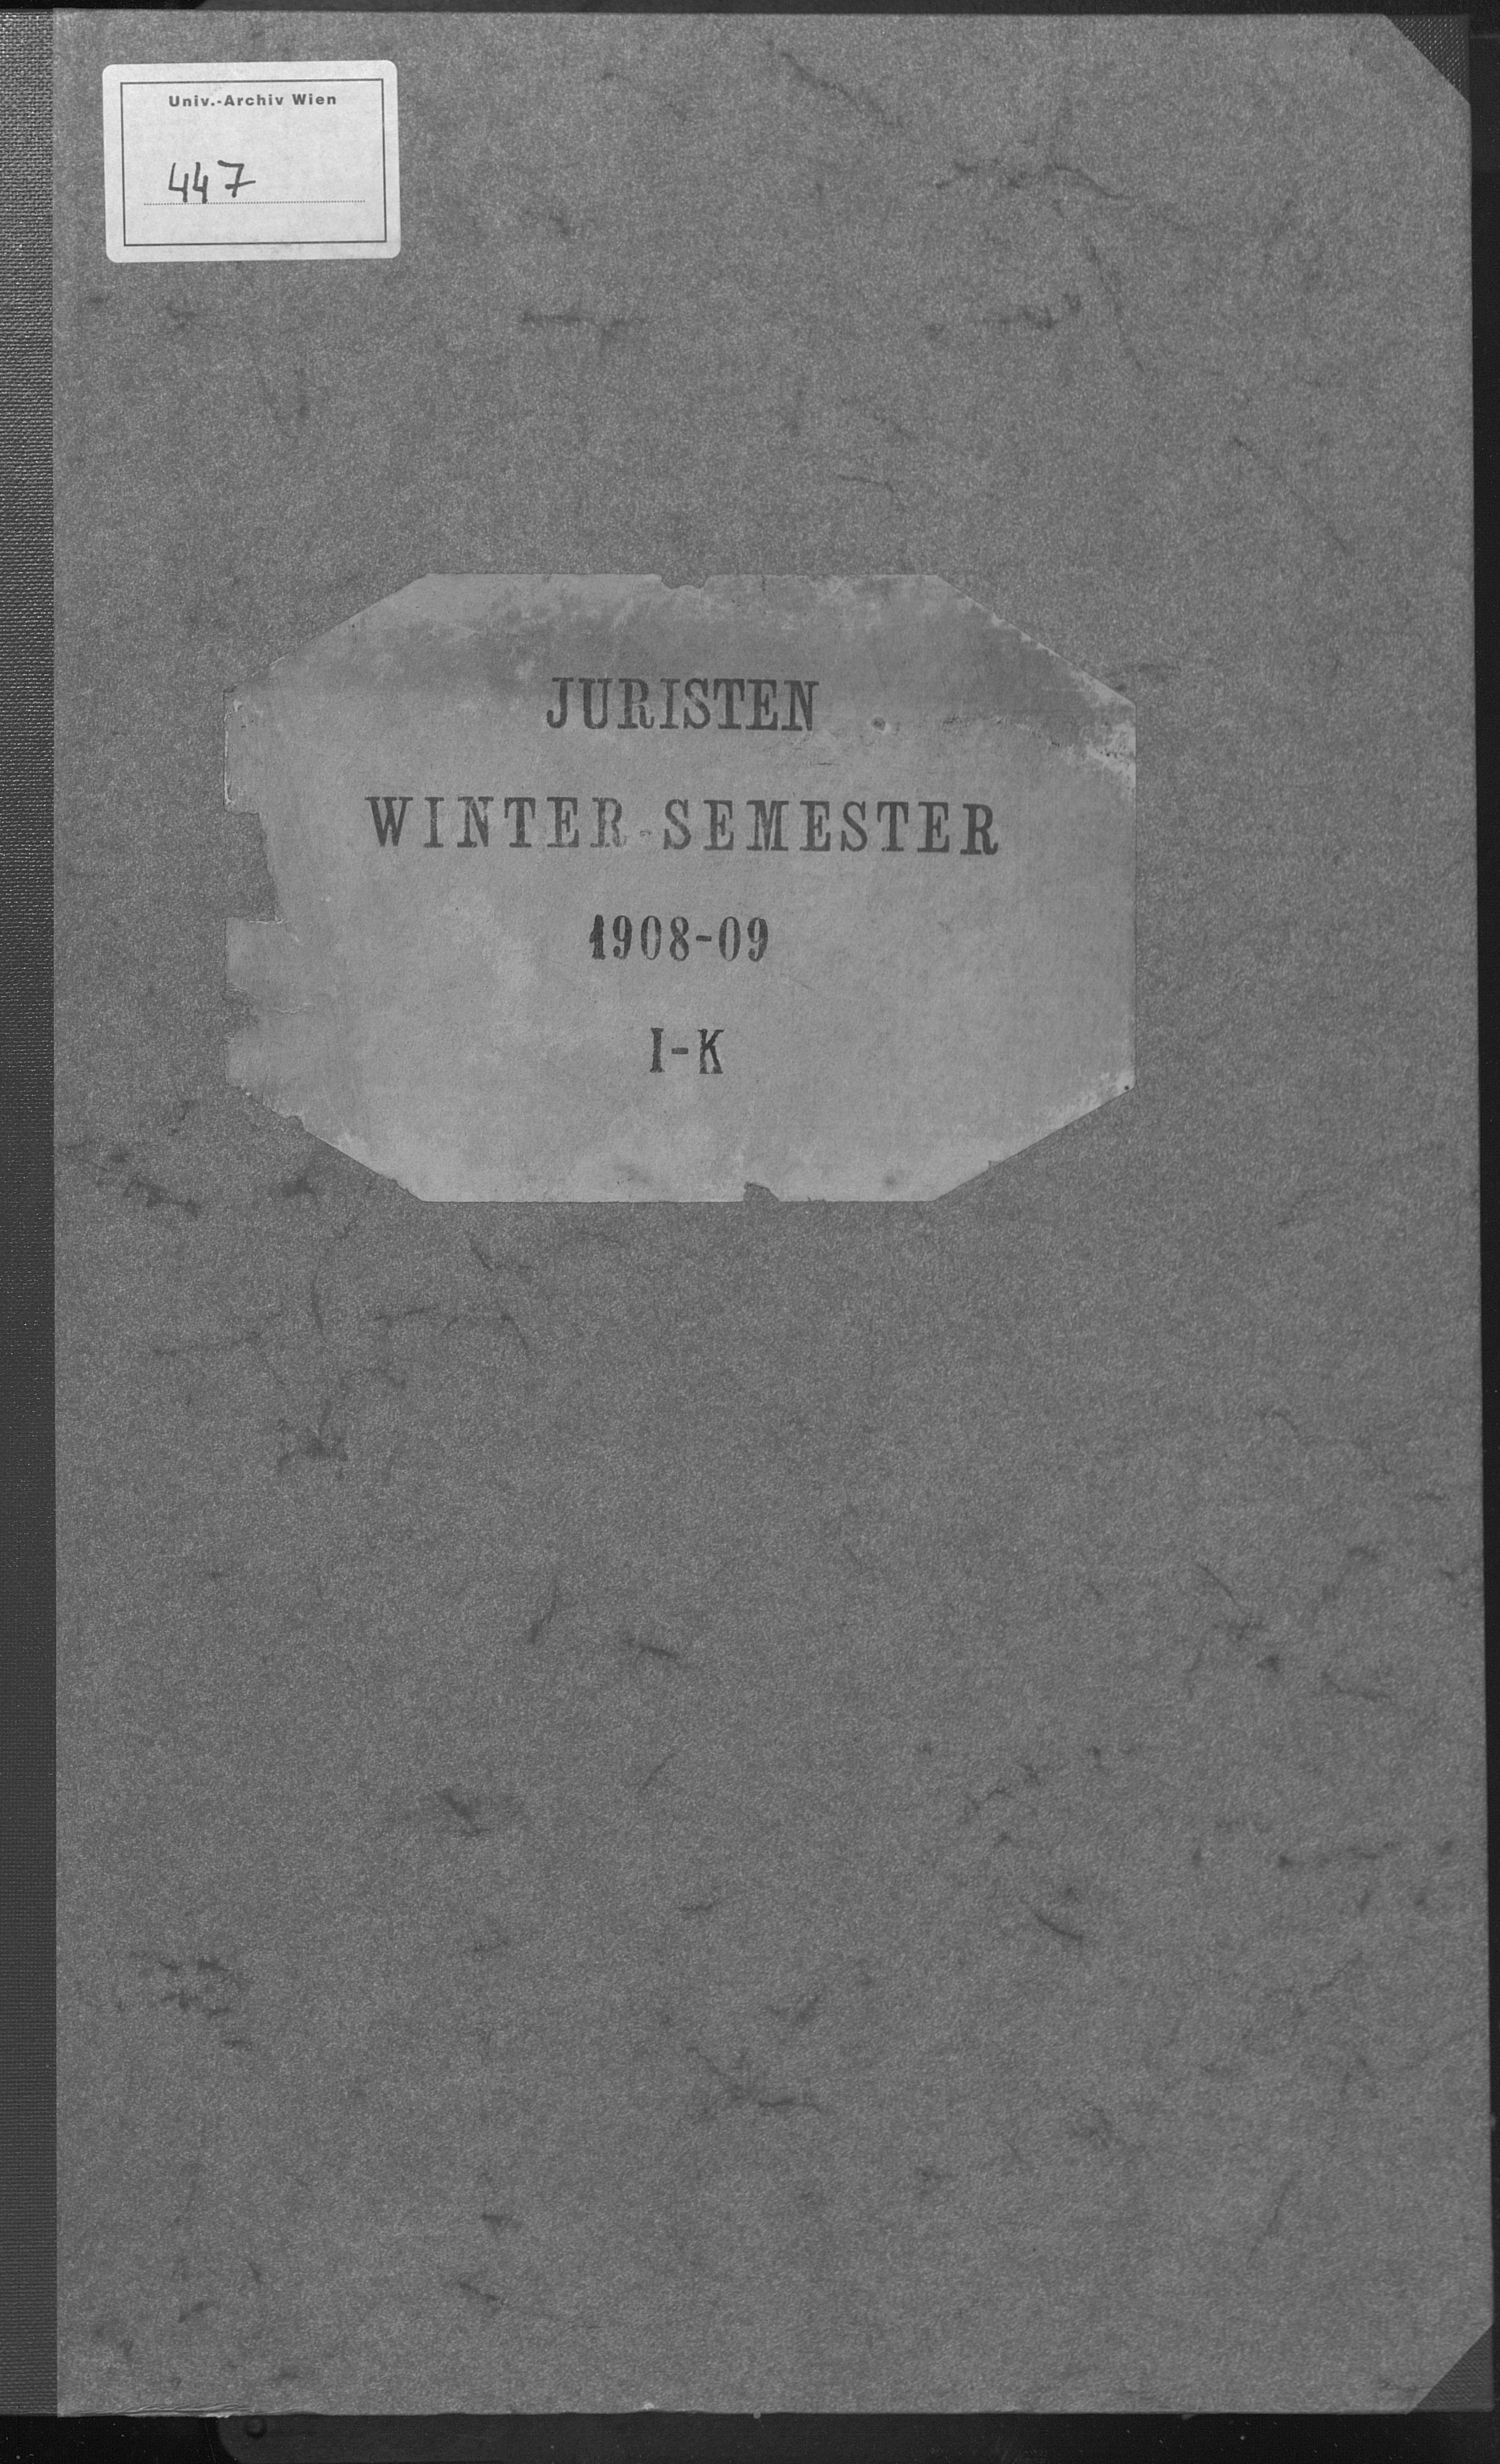 Univ.-Archiv Wien
447
JURISTEN
WINTER-SEMESTER
1908-09
I-K